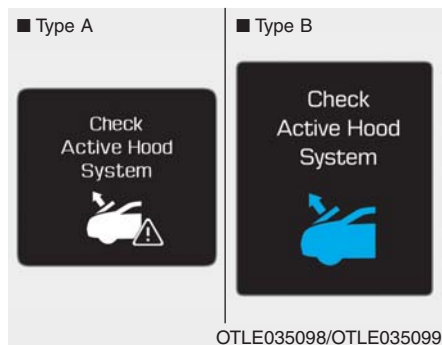 ■ Type A
Check
Active Hood
System
■ Type B
Check
Active Hood
System
OTLE035098/OTLE035099